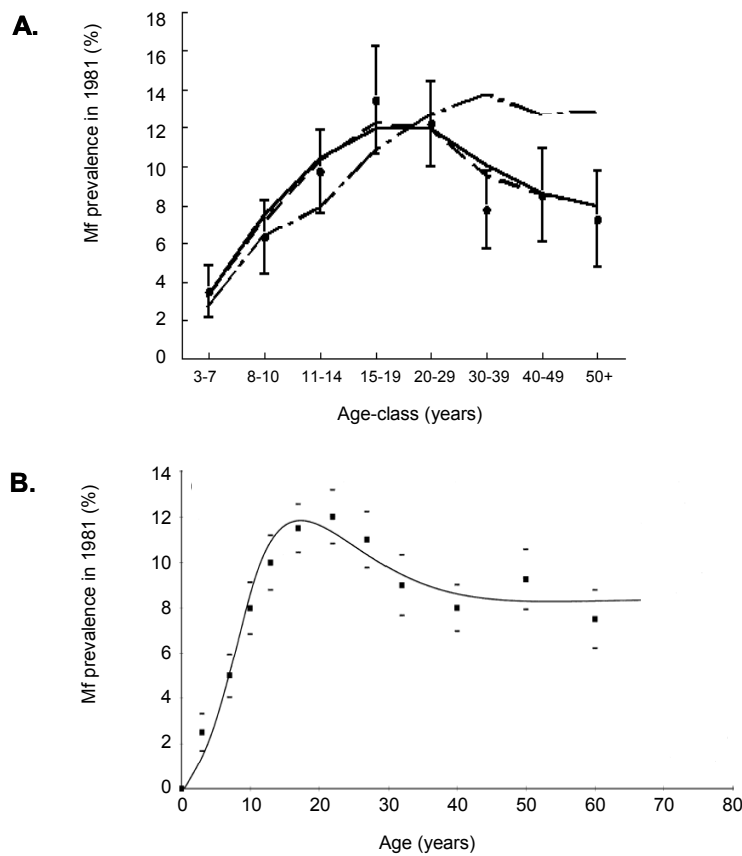 A.
Mf prevalence in 1981 (%)
18
16
14
12
10
8
6
4
2
0
3-7 8-10 11-14 15-19 20-29 30-39 40-49 50+
Age-class (years)
B.
Mf prevalence in 1981 (%)
14
12
10
8
6
4
2
0
0 10 20 30 40 50 60 70 80
Age (years)